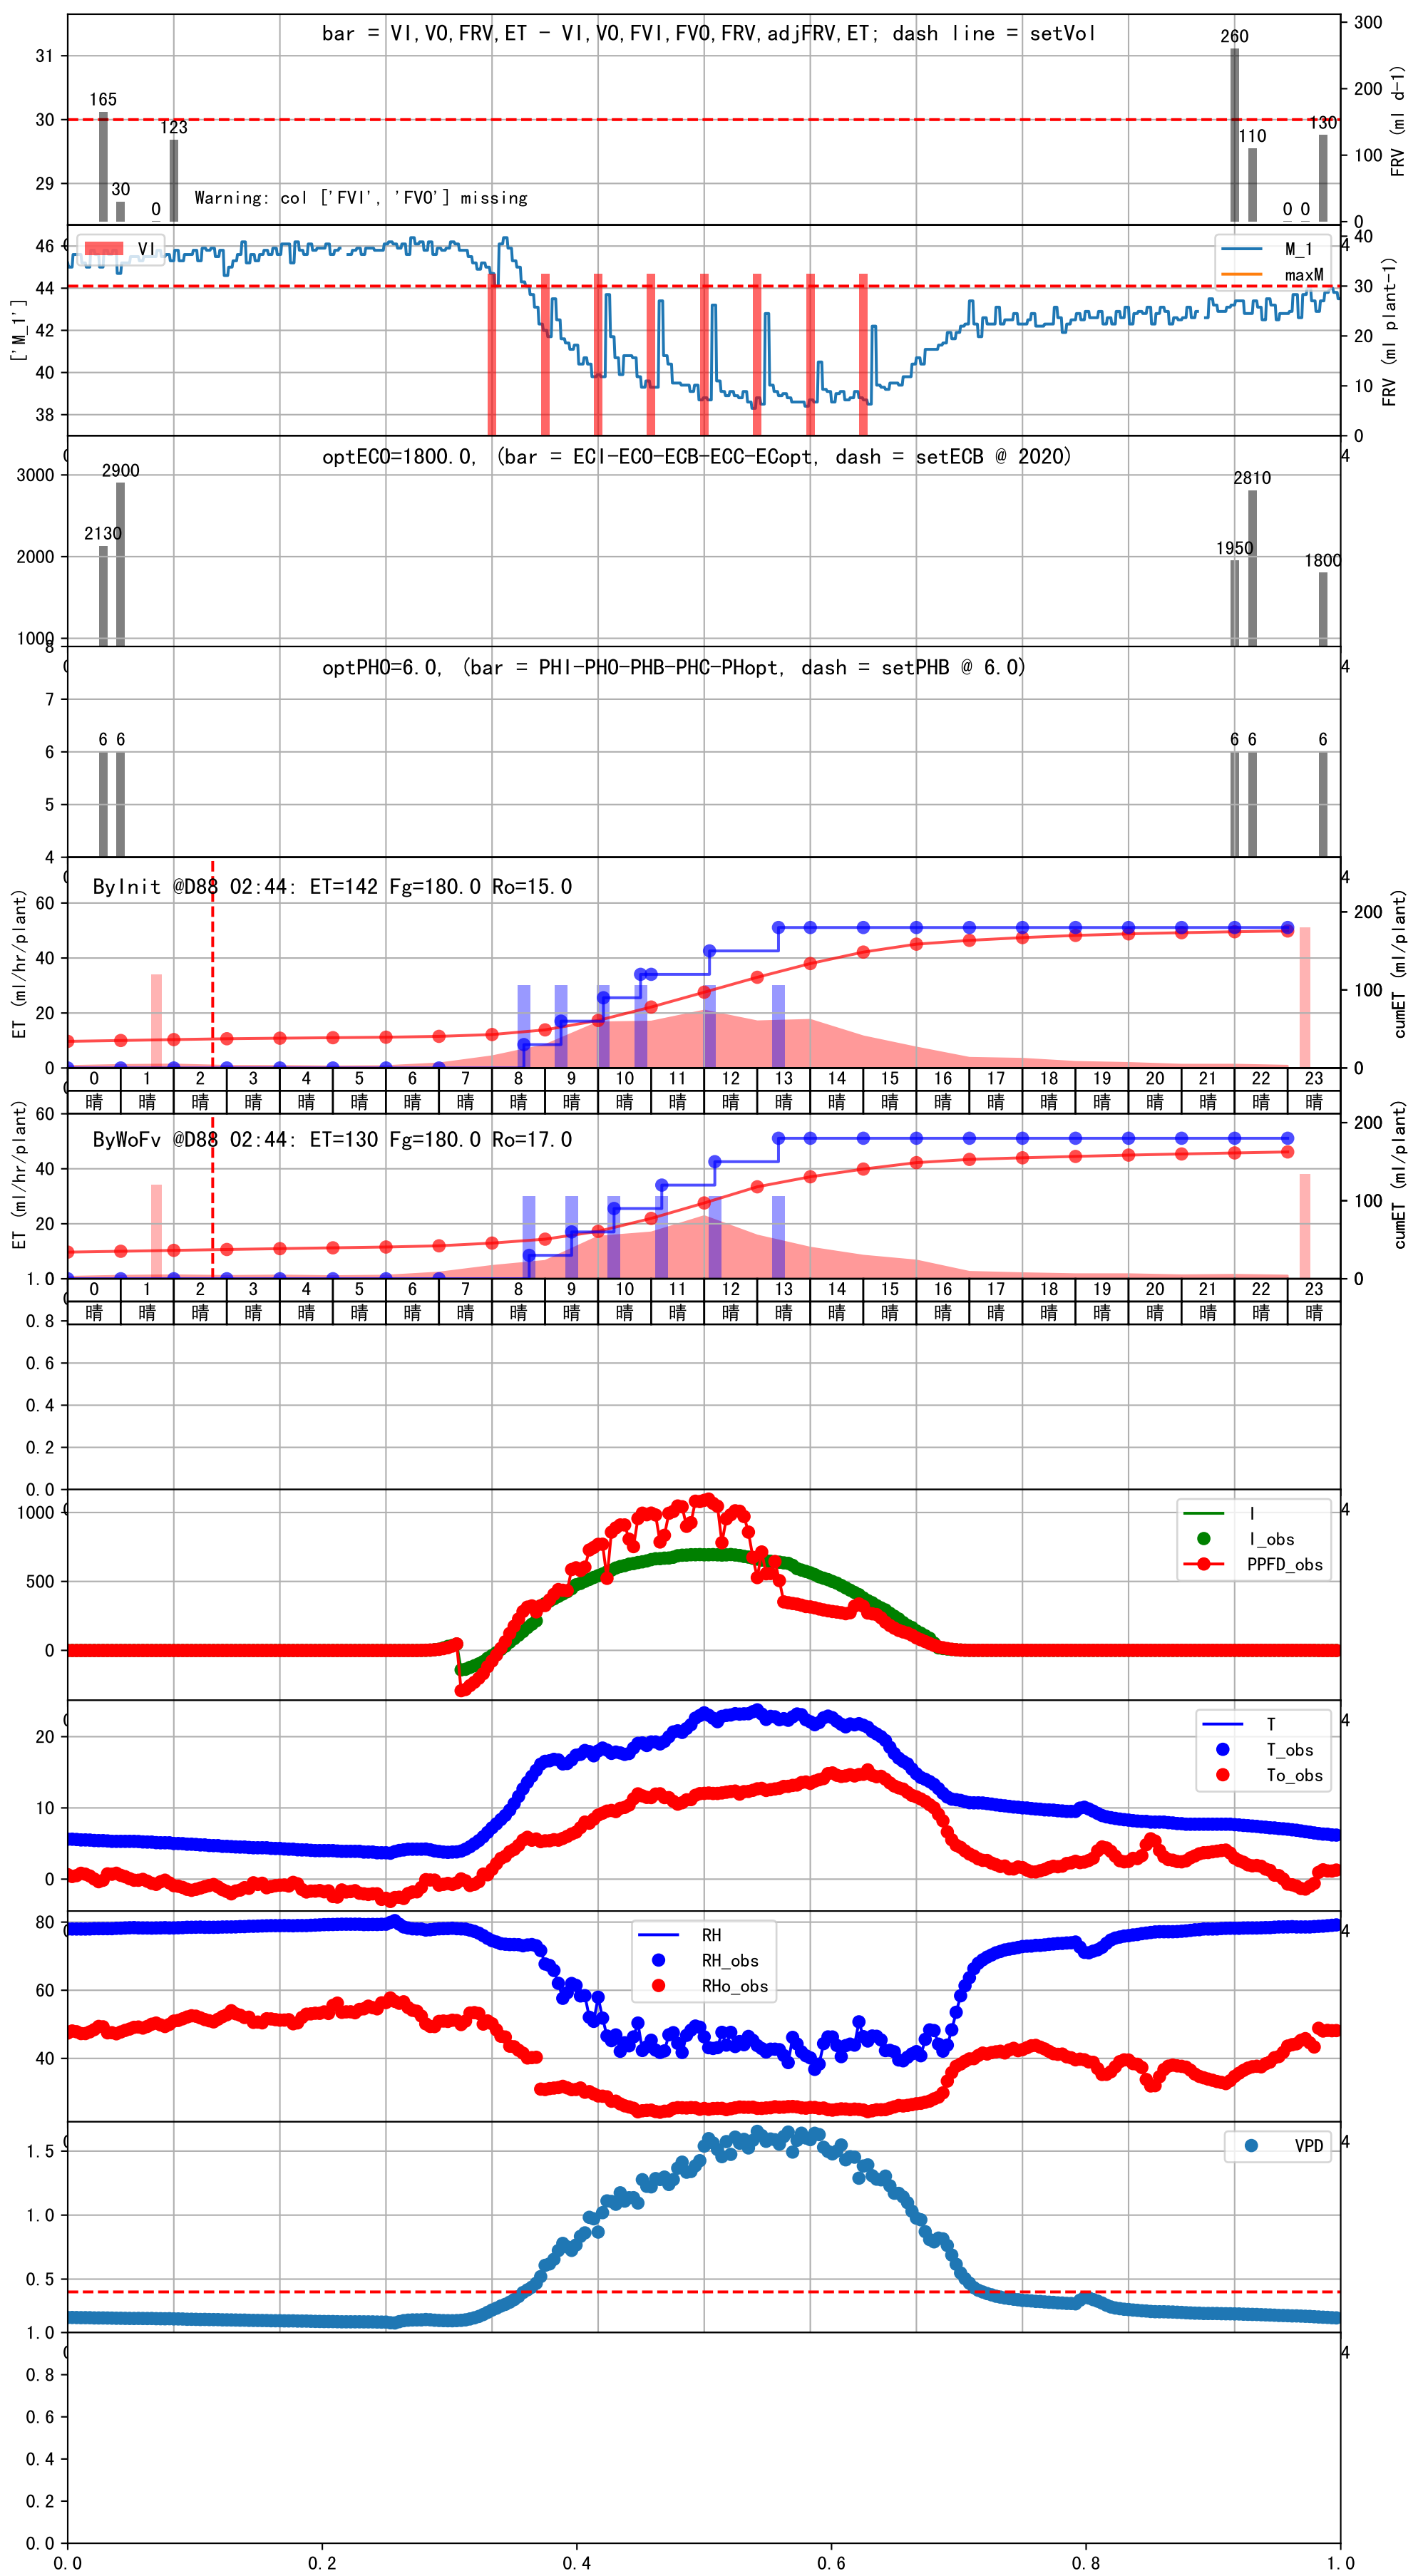 bar = VI,VO,FRV,ET - VI,VO,FVI,FVO,FRV,adjFRV,ET; dash line = setVol
31
30
29
165
30
0
123
260
110
0
0
130
Warning: col ['FVI', 'FVO'] missing
300
200
100
0
FRV (ml d-1)
VI
M_1
maxM
46
44
42
40
38
['M_1']
40
30
20
10
0
FRV (ml plant-1)
4
optECO=1800.0, (bar = ECI-ECO-ECB-ECC-ECopt, dash = setECB @ 2020)
3000
2000
1000
2130
2900
1950
2810
1800
4
optPHO=6.0, (bar = PHI-PHO-PHB-PHC-PHopt, dash = setPHB @ 6.0)
8
7
6
5
4
6 6
6 6
6
4
ByInit @D88 02:44: ET=142 Fg=180.0 Ro=15.0
60
40
20
0
ET (ml/hr/plant)
200
100
0
cumET (ml/plant)
4
0 1 2 3 4 5 6 7 8 9 10 11 12 13 14 15 16 17 18 19 20 21 22 23
晴 晴 晴 晴 晴 晴 晴 晴 晴 晴 晴 晴 晴 晴 晴 晴 晴 晴 晴 晴 晴 晴 晴 晴
ByWoFv @D88 02:44: ET=130 Fg=180.0 Ro=17.0
60
40
20
ET (ml/hr/plant)
200
100
0
cumET (ml/plant)
0 1 2 3 4 5 6 7 8 9 10 11 12 13 14 15 16 17 18 19 20 21 22 23
晴 晴 晴 晴 晴 晴 晴 晴 晴 晴 晴 晴 晴 晴 晴 晴 晴 晴 晴 晴 晴 晴 晴 晴
1.0
0.8
0.6
0.4
0.2
0.0
1000
500
0
I
I_obs
PPFD_obs
4
20
10
0
T
T_obs
To_obs
4
80
60
40
RH
RH_obs
RHo_obs
4
1.5
1.0
0.5
VPD
4
1.0
0.8
0.6
0.4
0.2
0.0
4
0.0 0.2 0.4 0.6 0.8 1.0